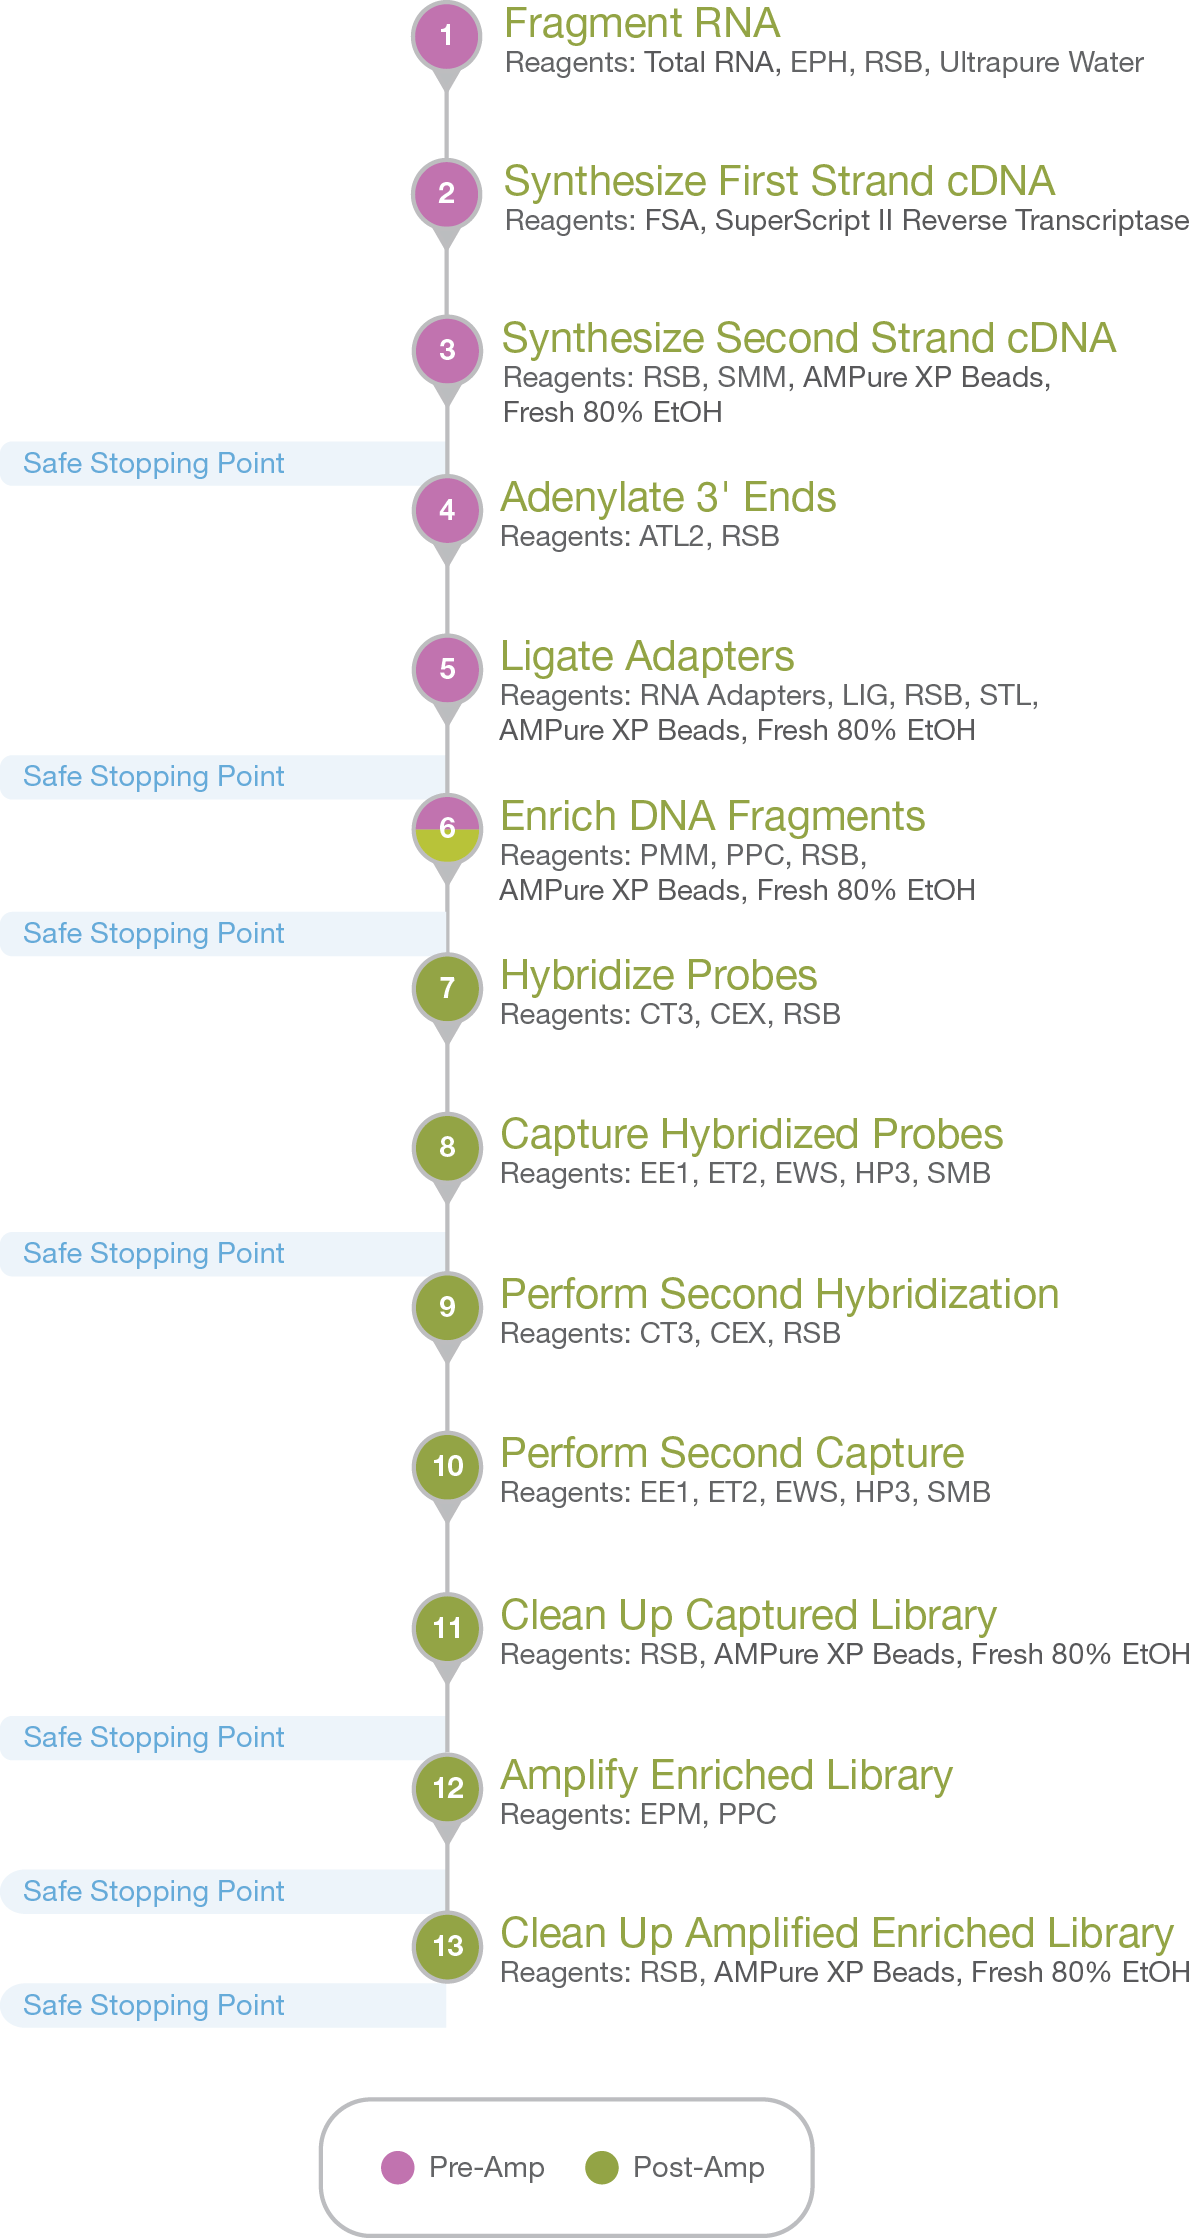 1
Fragment RNA
Reagents: Total RNA, EPH, RSB, Ultrapure Water
2
Synthesize First Strand cDNA
Reagents: FSA, SuperScript II Reverse Transcriptase
3
Synthesize Second Strand cDNA
Reagents: RSB, SMM, AMPure XP Beads,
Fresh 80% EtOH
Safe Stopping Point
4
Adenylate 3' Ends
Reagents: ATL2, RSB
5
Ligate Adapters
Reagents: RNA Adapters, LIG, RSB, STL,
AMPure XP Beads, Fresh 80% EtOH
Safe Stopping Point
6
Enrich DNA Fragments
Reagents: PMM, PPC, RSB,
AMPure XP Beads, Fresh 80% EtOH
Safe Stopping Point
7
Hybridize Probes
Reagents: CT3, CEX, RSB
8
Capture Hybridized Probes
Reagents: EE1, ET2, EWS, HP3, SMB
Safe Stopping Point
9
Perform Second Hybridization
Reagents: CT3, CEX, RSB
10
Perform Second Capture
Reagents: EE1, ET2, EWS, HP3, SMB
11
Clean Up Captured Library
Reagents: RSB, AMPure XP Beads, Fresh 80% EtOH
Safe Stopping Point
12
Amplify Enriched Library
Reagents: EPM, PPC
Safe Stopping Point
13
Clean Up Amplified Enriched Library
Reagents: RSB, AMPure XP Beads, Fresh 80% EtOH
Safe Stopping Point
Pre-Amp
Post-Amp